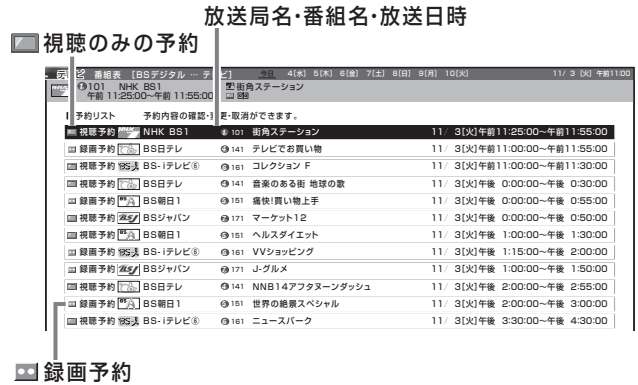 放送局名・番組名・放送日時
視聴のみの予約
番組表 [BSデジタル … テレビ] 今日 4[水] 5[木] 6[金] 7[土] 8[日] 9[月] 10[火] 11/ 3 [火] 午前11:00
101 NHK BS1 街角ステーション
午前 11:25:00~午前 11:55:00
予約リスト 予約内容の確認・変更・取消ができます。
視聴予約 NHK BS1 101 街角ステーション 11/ 3[火]午前11:25:00~午前11:55:00
録画予約 BS日テレ 141 テレビでお買い物 11/ 3[火]午前11:00:00~午前11:55:00
視聴予約 BS-iテレビ⑥ 161 コレクション F 11/ 3[火]午前11:00:00~午前11:30:00
録画予約 BS日テレ 141 音楽のある街 地球の歌 11/ 3[火]午後 0:00:00~午後 0:30:00
録画予約 BS朝日1 151 痛快!買い物上手 11/ 3[火]午後 0:00:00~午後 0:55:00
視聴予約 BSジャパン 171 マーケット12 11/ 3[火]午後 0:00:00~午後 0:50:00
視聴予約 BS朝日1 151 ヘルスダイエット 11/ 3[火]午後 1:00:00~午後 1:30:00
録画予約 BS-iテレビ⑥ 161 VVショッピング 11/ 3[火]午後 1:15:00~午後 2:00:00
録画予約 BSジャパン 171 J-グルメ 11/ 3[火]午後 1:00:00~午後 1:50:00
視聴予約 BS日テレ 141 NNB14アフタヌーンダッシュ 11/ 3[火]午後 2:00:00~午後 2:55:00
録画予約 BS朝日1 151 世界の絶景スペシャル 11/ 3[火]午後 2:00:00~午後 3:00:00
視聴予約 BS-iテレビ⑥ 161 ニュースパーク 11/ 3[火]午後 3:30:00~午後 4:30:00
録画予約